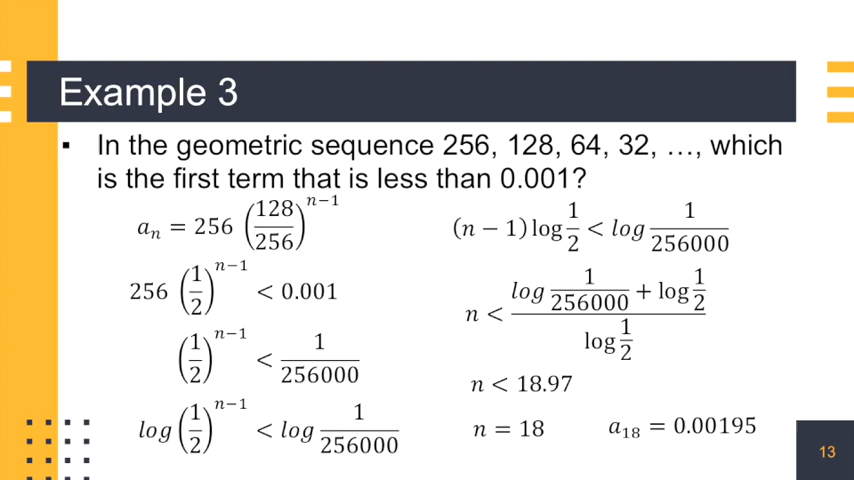 Example 3
▪ In the geometric sequence 256, 128, 64, 32, …, which
is the first term that is less than 0.001?
aₙ = 256 (128/256)ⁿ⁻¹
256 (1/2)ⁿ⁻¹ < 0.001
(1/2)ⁿ⁻¹ < 1/256000
log(1/2)ⁿ⁻¹ < log 1/256000
(n − 1) log 1/2 < log 1/256000
n < (log 1/256000 + log 1/2) / (log 1/2)
n < 18.97
n = 18 a₁₈ = 0.00195
13